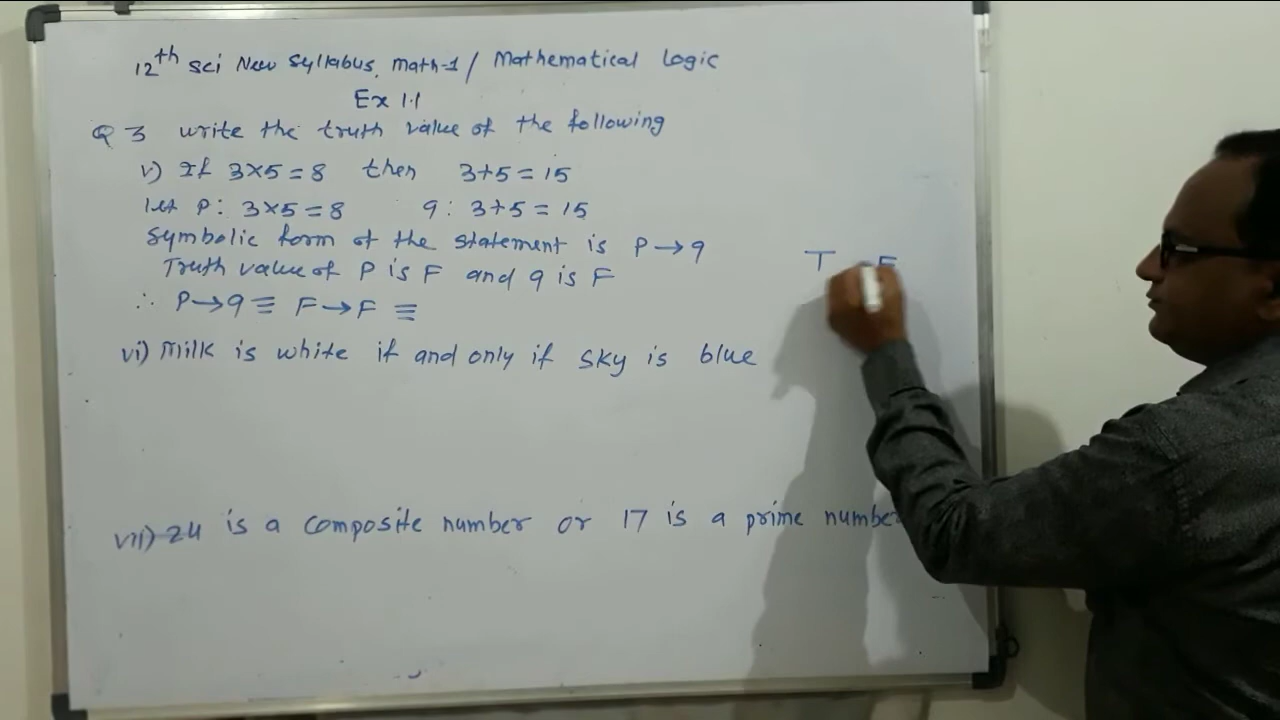 12th Sci New Syllabus, Math-1 / Mathematical Logic
Ex 1.1
Q 3 write the truth value of the following
v) If 3×5=8 then 3+5=15
let P: 3×5=8 q: 3+5=15
Symbolic form of the statement is P→q
T F
Truth value of P is F and q is F
∴ P→q ≡ F→F ≡
vi) Milk is white if and only if sky is blue
vii) 24 is a composite number or 17 is a prime number